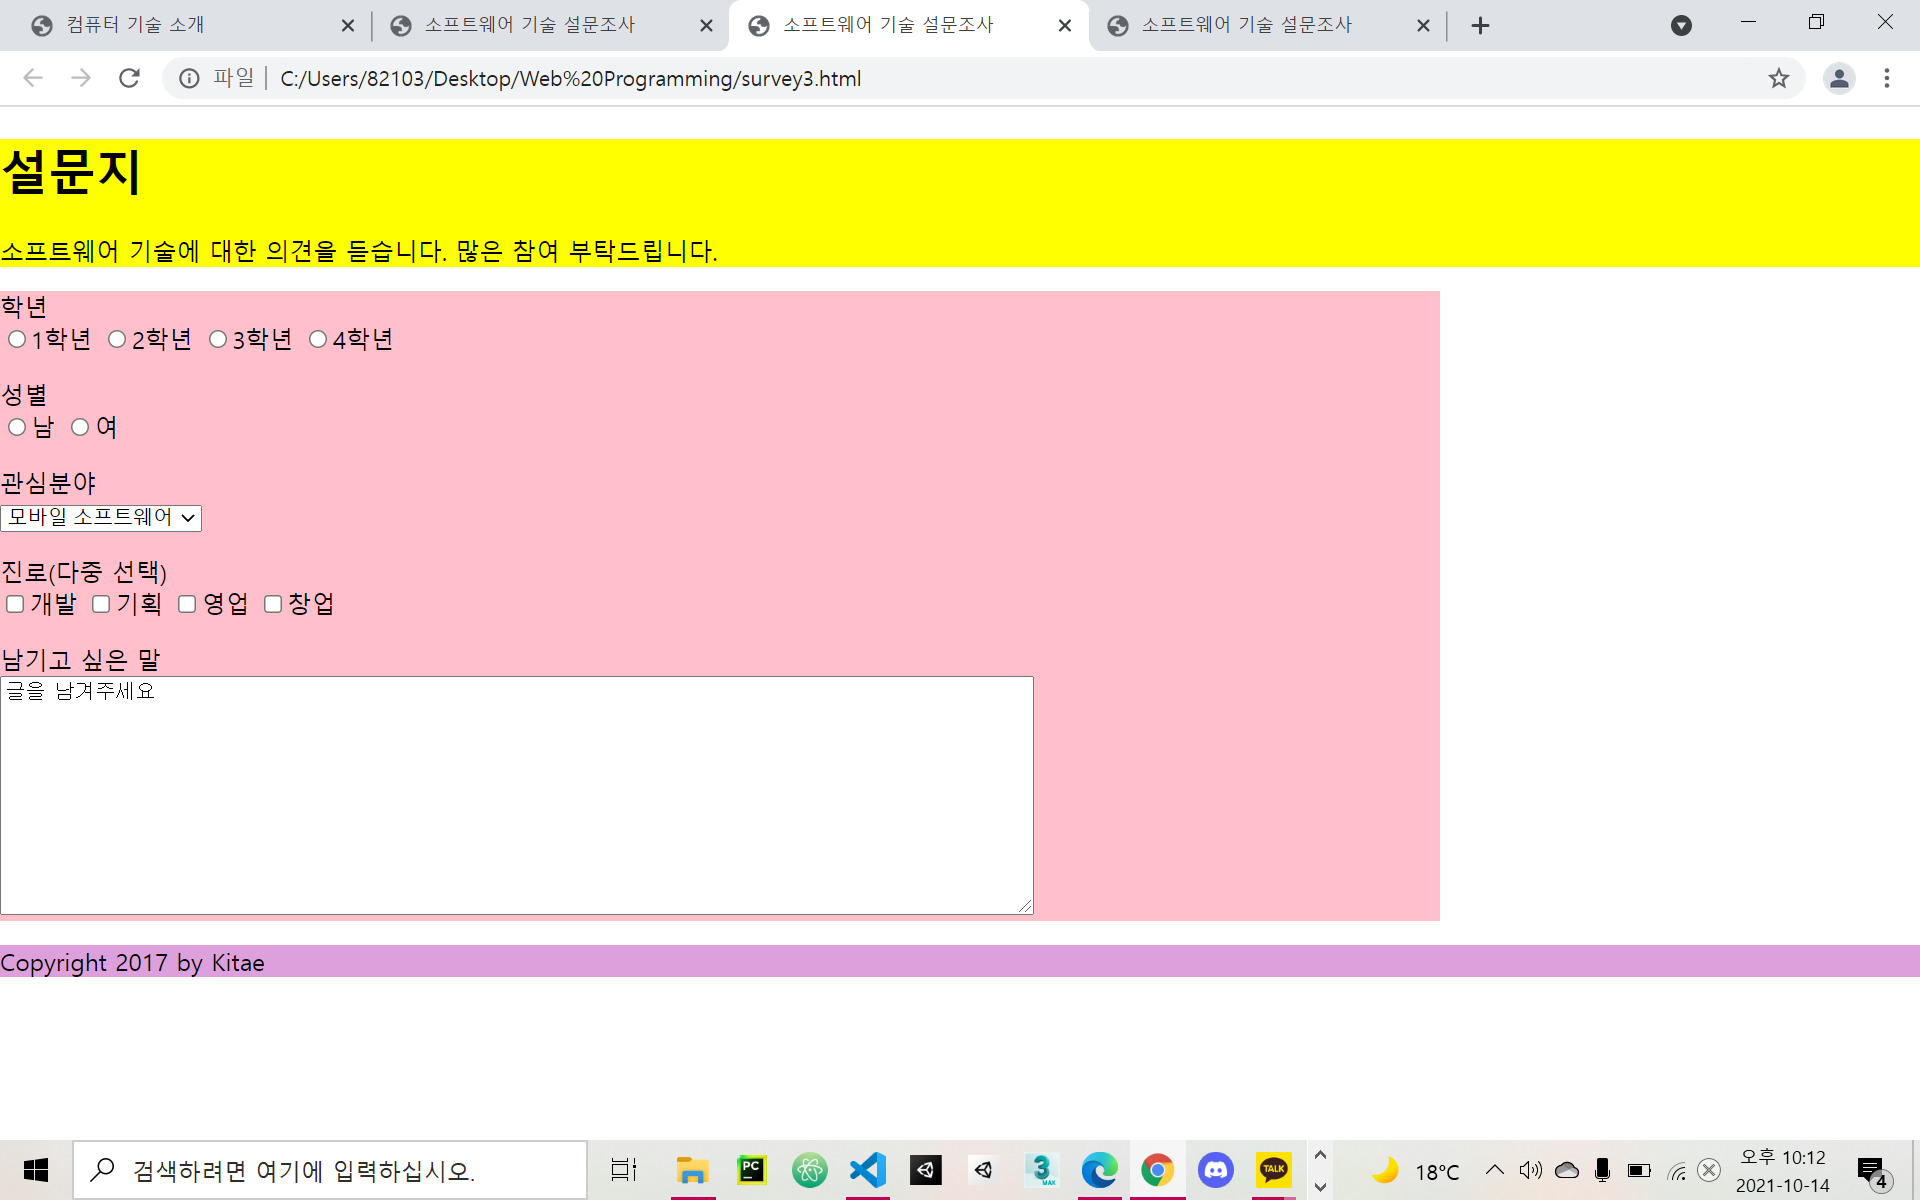 컴퓨터 기술 소개
소프트웨어 기술 설문조사
소프트웨어 기술 설문조사
소프트웨어 기술 설문조사
파일 C:/Users/82103/Desktop/Web%20Programming/survey3.html
설문지
소프트웨어 기술에 대한 의견을 듣습니다. 많은 참여 부탁드립니다.
학년
1학년 2학년 3학년 4학년
성별
남 여
관심분야
모바일 소프트웨어
진로(다중 선택)
개발 기획 영업 창업
남기고 싶은 말
글을 남겨주세요
Copyright 2017 by Kitae
검색하려면 여기에 입력하십시오.
PC
3
MAX
TALK
18°C
오후 10:12
2021-10-14
4